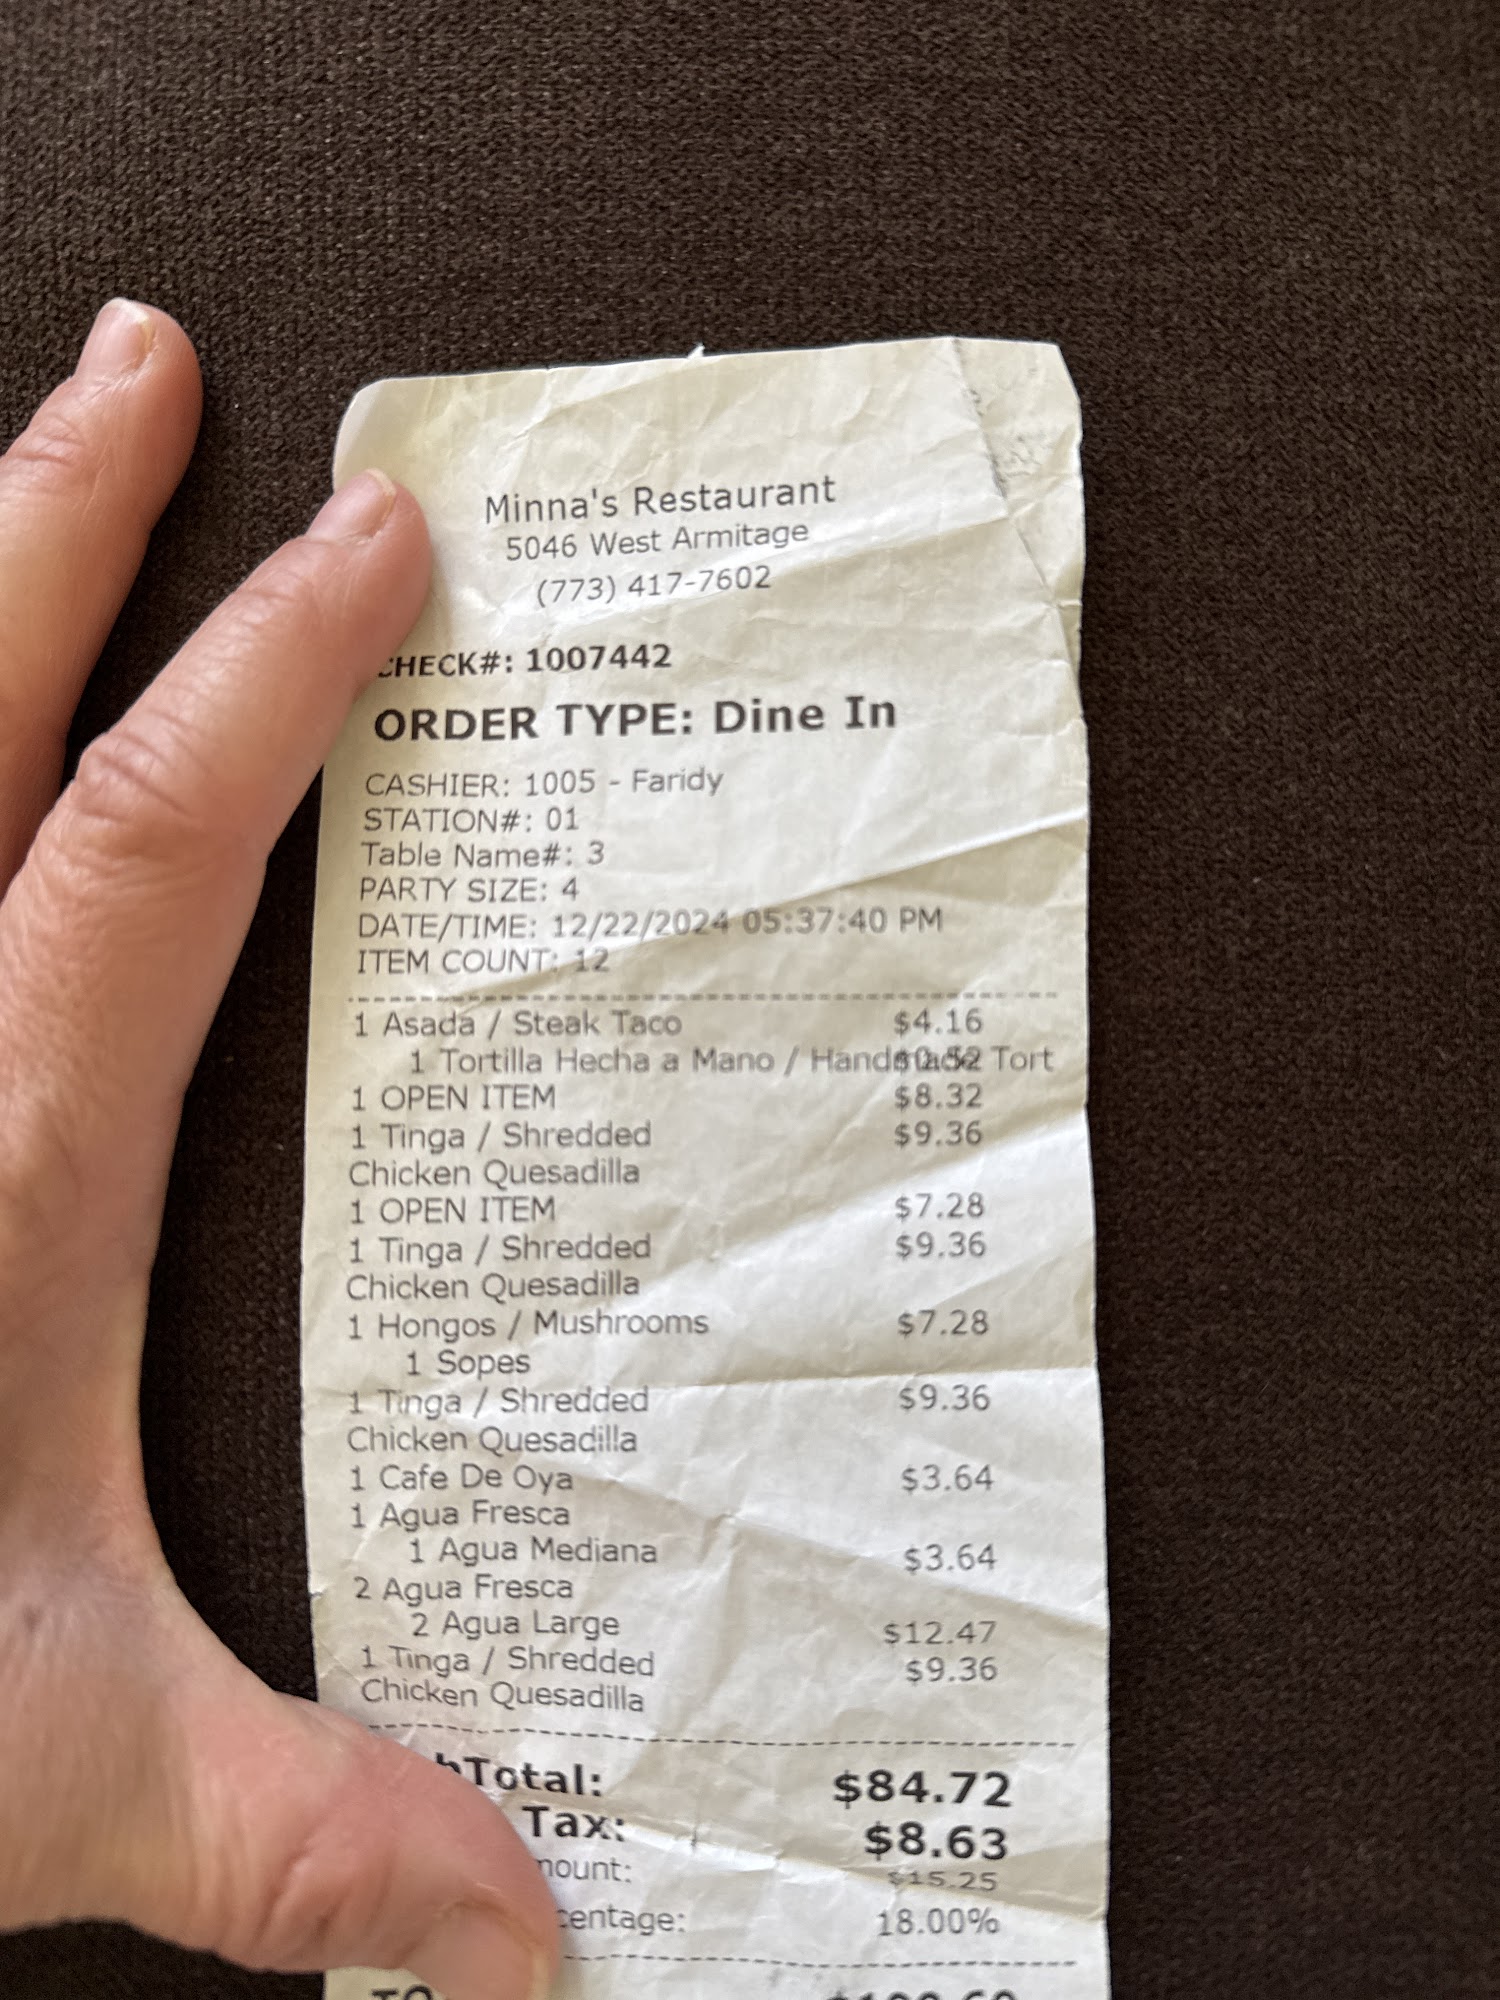 Minna's Restaurant
5046 West Armitage
(773) 417-7602
CHECK#: 1007442
ORDER TYPE: Dine In
CASHIER: 1005 - Faridy
STATION#: 01
Table Name#: 3
PARTY SIZE: 4
DATE/TIME: 12/22/2024 05:37:40 PM
ITEM COUNT: 12
1 Asada / Steak Taco $4.16
1 Tortilla Hecha a Mano / Handmade Tort $0.52
1 OPEN ITEM $8.32
1 Tinga / Shredded $9.36
Chicken Quesadilla
1 OPEN ITEM $7.28
1 Tinga / Shredded $9.36
Chicken Quesadilla
1 Hongos / Mushrooms $7.28
1 Sopes
1 Tinga / Shredded $9.36
Chicken Quesadilla
1 Cafe De Oya $3.64
1 Agua Fresca
1 Agua Mediana $3.64
2 Agua Fresca
2 Agua Large $12.47
1 Tinga / Shredded $9.36
Chicken Quesadilla
bTotal: $84.72
Tax: $8.63
mount: $15.25
centage: 18.00%